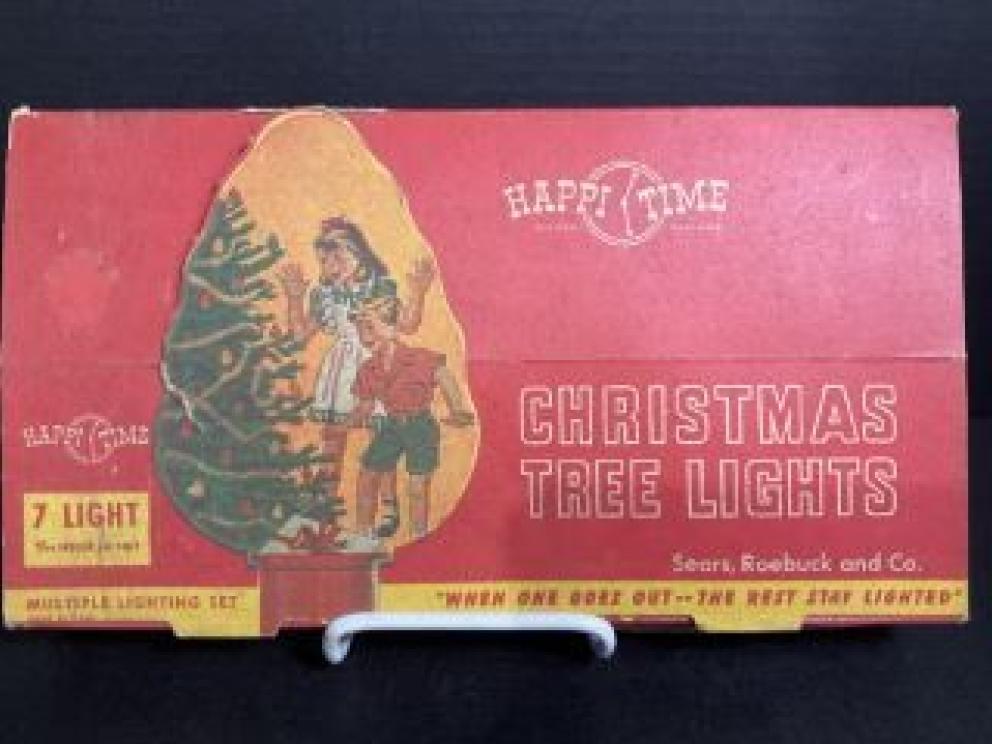 HAPPI TIME
CHRISTMAS
TREE LIGHTS
Sears, Roebuck and Co.
HAPPI TIME
7 LIGHT
MULTIPLE LIGHTING SET
"WHEN ONE GOES OUT--THE REST STAY LIGHTED"